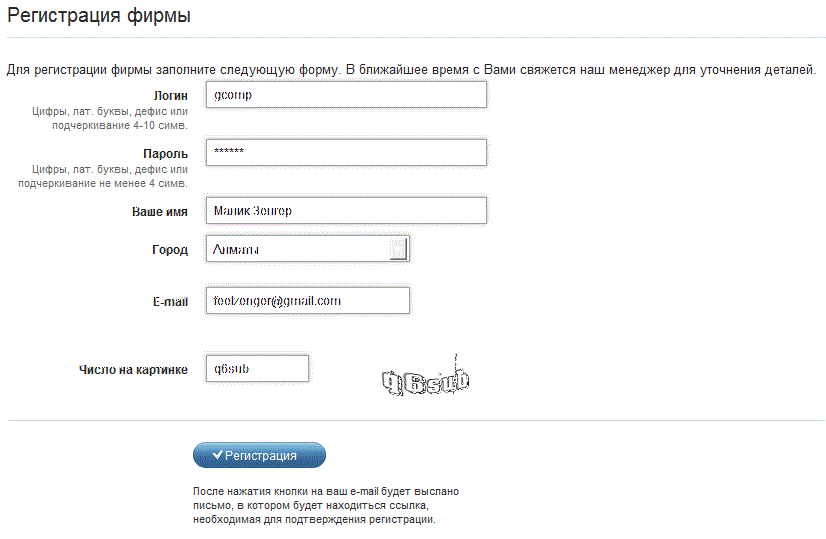 Регистрация фирмы
Для регистрации фирмы заполните следующую форму. В ближайшее время с Вами свяжется наш менеджер для уточнения деталей.
Логин
gcomp
Цифры, лат. буквы, дефис или
подчеркивание 4-10 симв.
Пароль
******
Цифры, лат. буквы, дефис или
подчеркивание не менее 4 симв.
Ваше имя
Малик Зенгер
Город
Алматы
E-mail
feelzenger@gmail.com
Число на картинке
q6sub
q6sub
Регистрация
После нажатия кнопки на ваш e-mail будет выслано
письмо, в котором будет находиться ссылка,
необходимая для подтверждения регистрации.